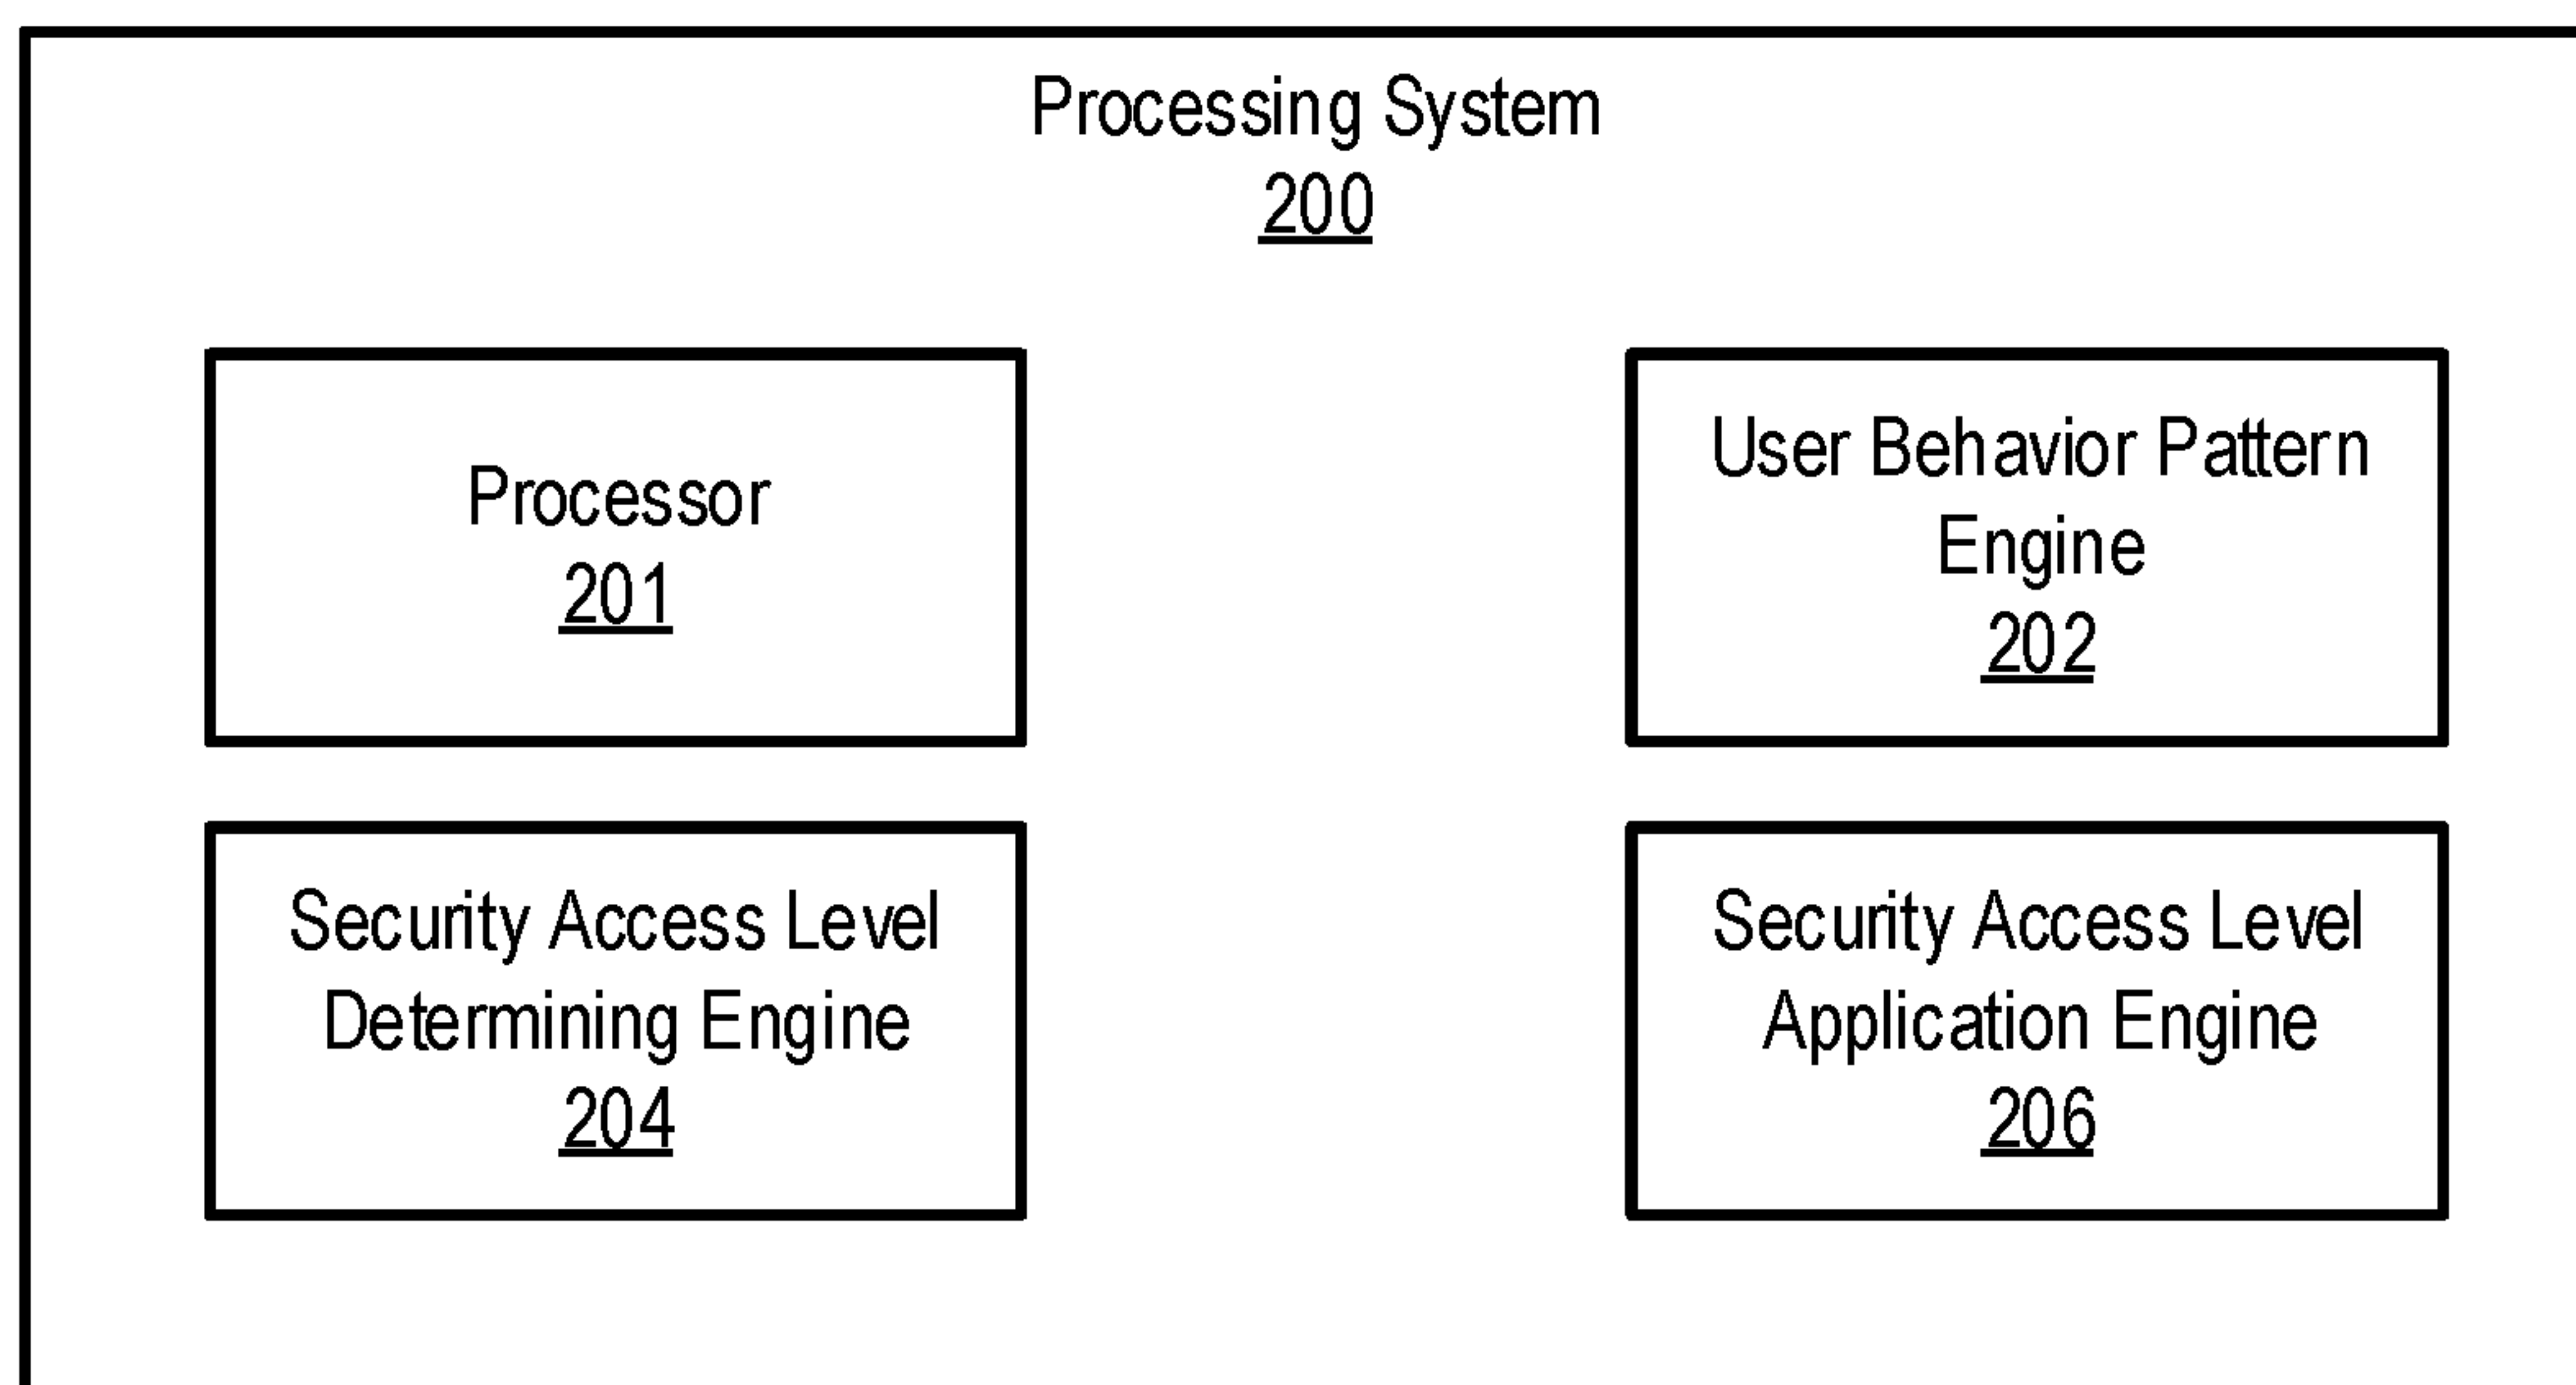 Processing System
200
Processor
201
User Behavior Pattern
Engine
202
Security Access Level
Determining Engine
204
Security Access Level
Application Engine
206